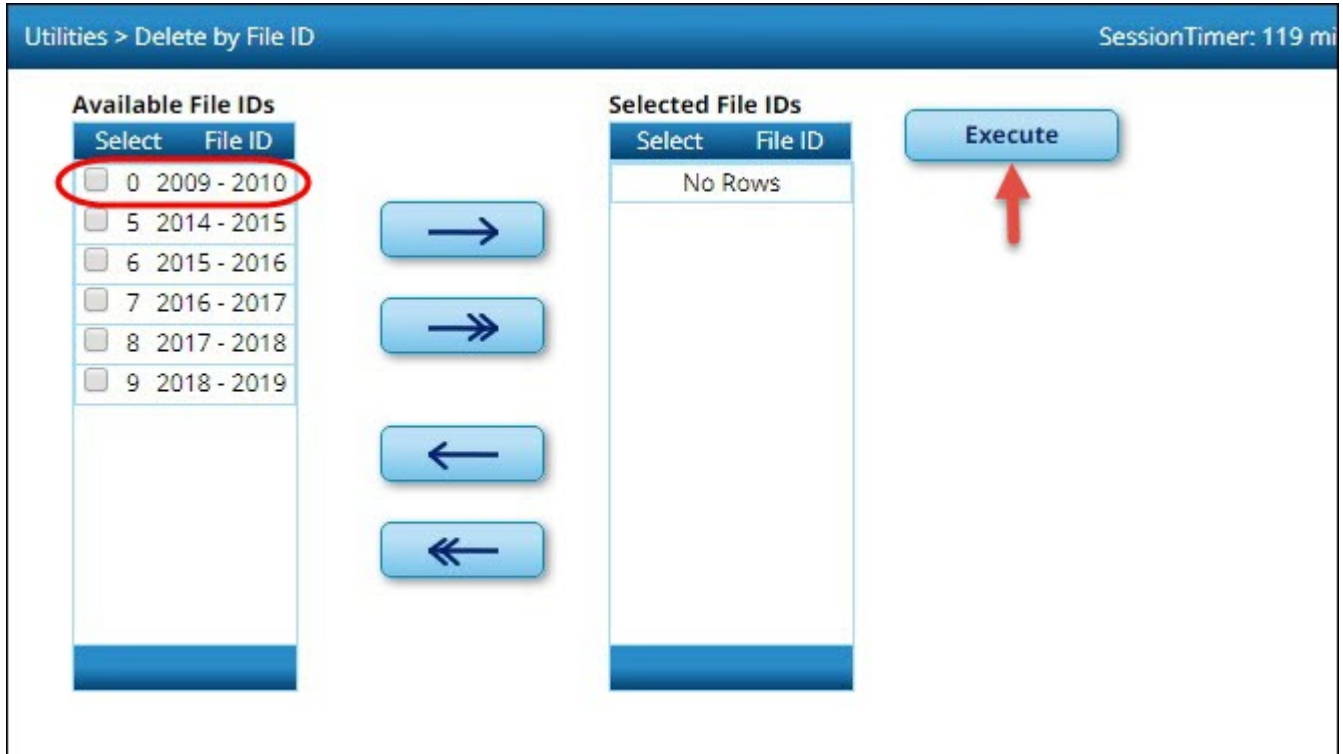 Utilities > Delete by File ID
SessionTimer: 119 mi
Available File IDs
Select File ID
0 2009 - 2010
5 2014 - 2015
6 2015 - 2016
7 2016 - 2017
8 2017 - 2018
9 2018 - 2019
Selected File IDs
Select File ID
No Rows
Execute